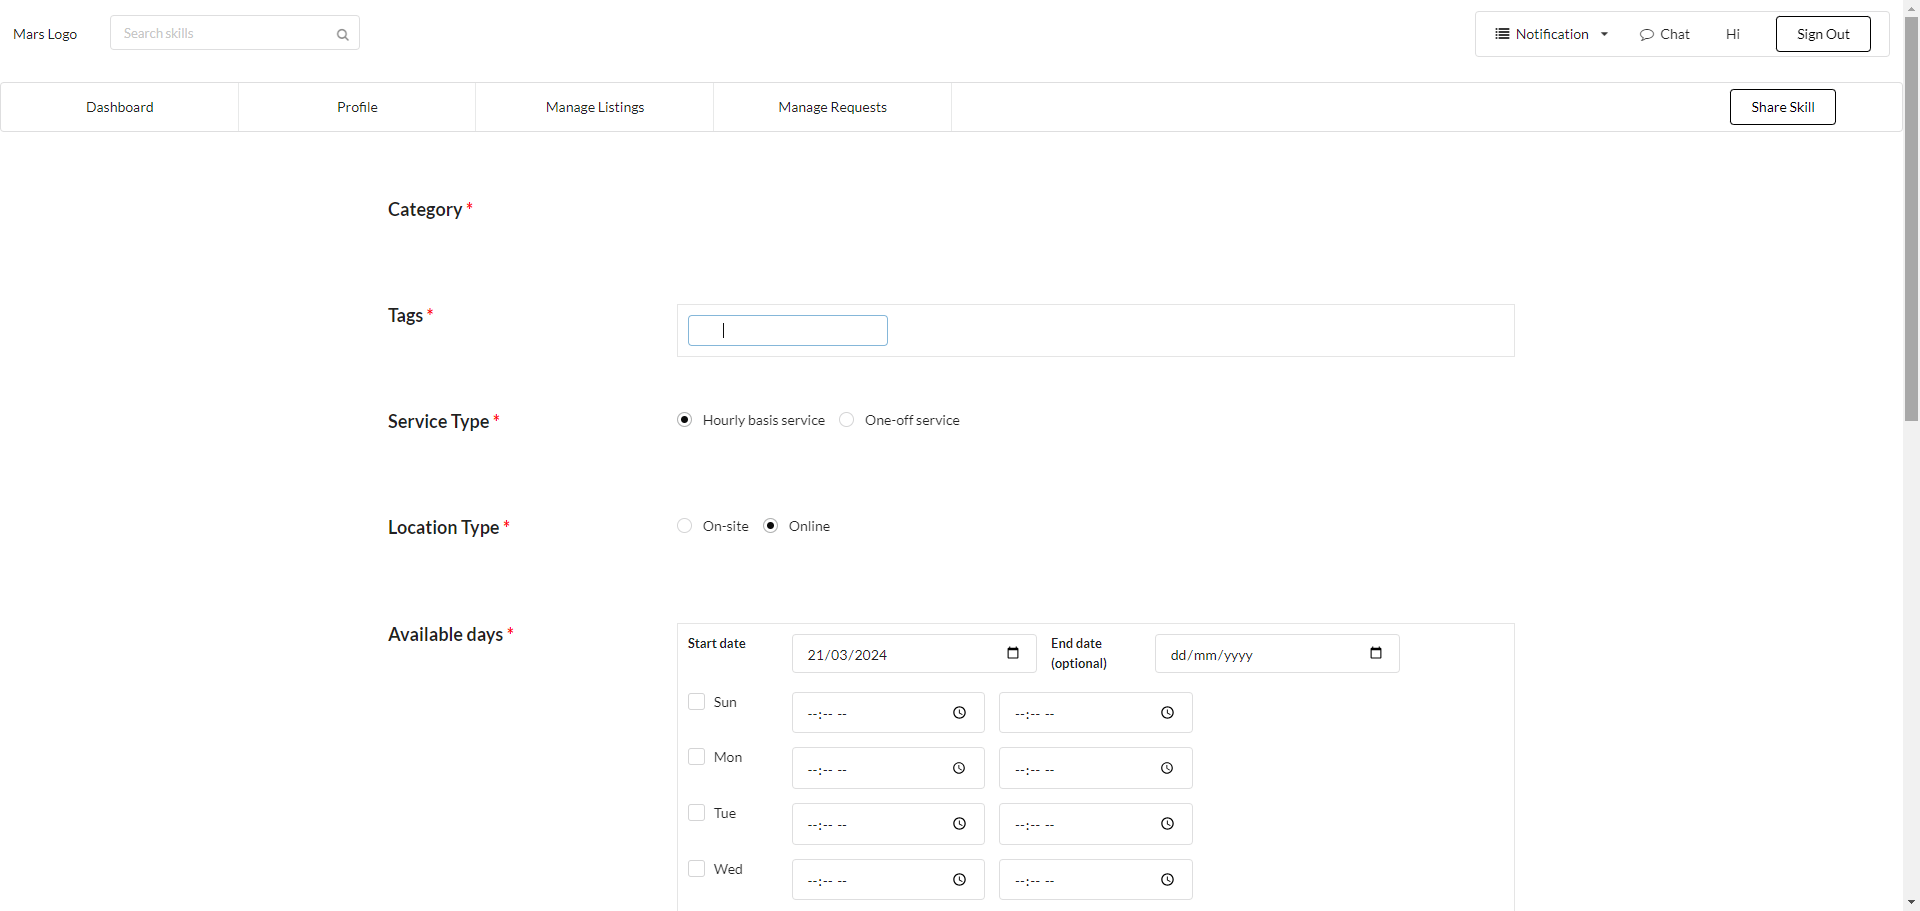 Mars Logo
Search skills
Notification
Chat
Hi
Sign Out
Dashboard
Profile
Manage Listings
Manage Requests
Share Skill
Category *
Tags *
Service Type *
Hourly basis service
One-off service
Location Type *
On-site
Online
Available days *
Start date
21/03/2024
End date
(optional)
dd/mm/yyyy
Sun
--:-- --
--:-- --
Mon
--:-- --
--:-- --
Tue
--:-- --
--:-- --
Wed
--:-- --
--:-- --